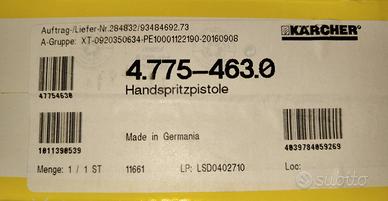 Auftrag-/Liefer-Nr.284832/93484692.73
A-Gruppe: XT-0920350634-PE10001122190-20160908
KÄRCHER
4.775-463.0
Handspritzpistole
47754630
1011390539
Made in Germania
4039784059269
Menge: 1 / 1 ST
11661
LP: LSD0402710
Loc:
subito